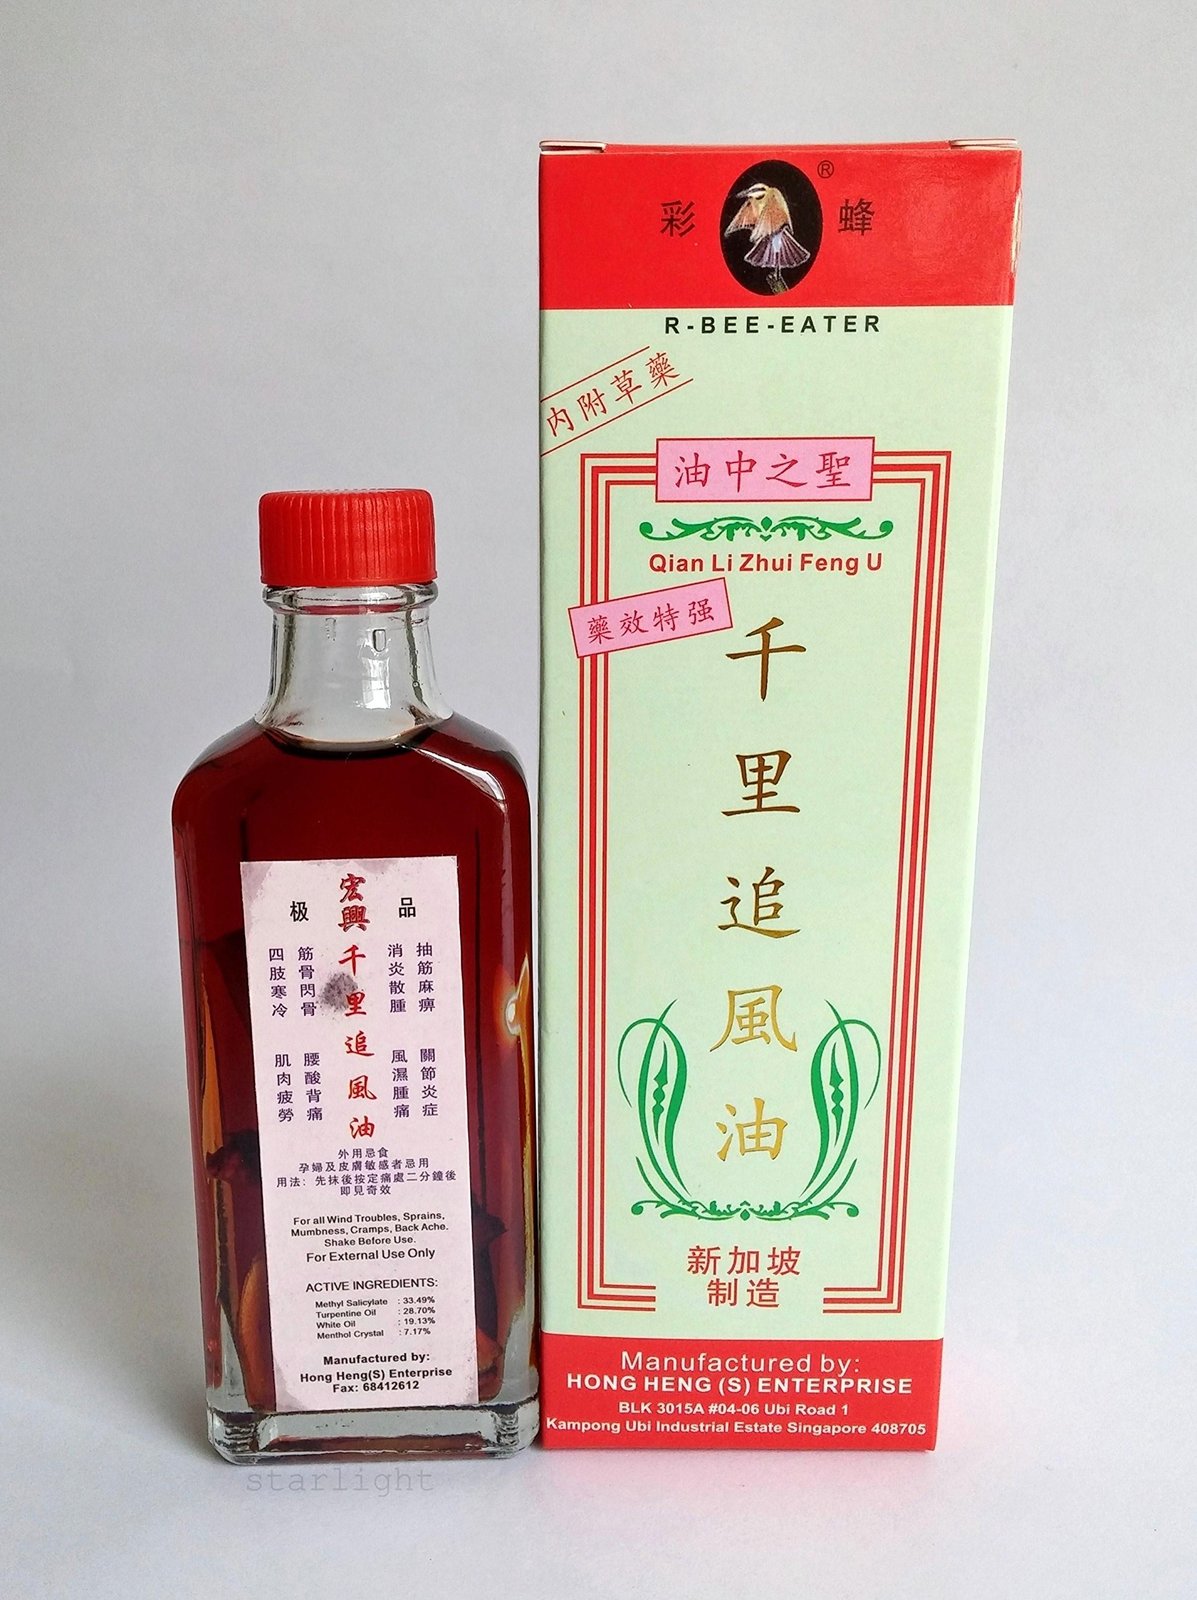 彩 蜂
®
R-BEE-EATER
内附草藥
油中之聖
Qian Li Zhui Feng U
藥效特强
千里追風油
新加坡
制造
Manufactured by:
HONG HENG (S) ENTERPRISE
BLK 3015A #04-06 Ubi Road 1
Kampong Ubi Industrial Estate Singapore 408705
极 品
宏興千里追風油
抽筋麻痹
消炎散腫
筋骨閃骨
四肢寒冷
關節炎症
風濕腫痛
腰酸背痛
肌肉疲勞
外用忌食
孕婦及皮膚敏感者忌用
用法：先抹後按定痛處二分鐘後
即見奇效
For all Wind Troubles, Sprains,
Mumbness, Cramps, Back Ache.
Shake Before Use.
For External Use Only
ACTIVE INGREDIENTS:
Methyl Salicylate : 33.49%
Turpentine Oil : 28.70%
White Oil : 19.13%
Menthol Crystal : 7.17%
Manufactured by:
Hong Heng(S) Enterprise
Fax: 68412612
starlight